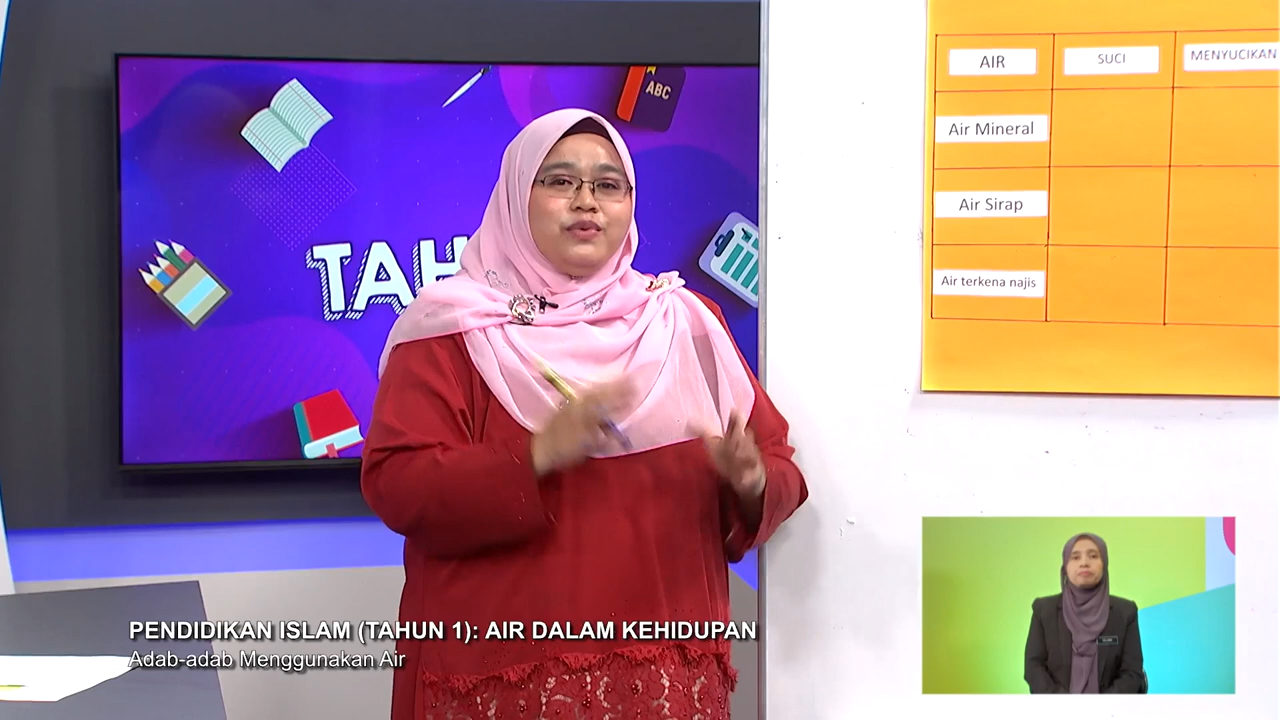 ABC
TAH
AIR
SUCI
MENYUCIKAN
Air Mineral
Air Sirap
Air terkena najis
PENDIDIKAN ISLAM (TAHUN 1): AIR DALAM KEHIDUPAN
Adab-adab Menggunakan Air